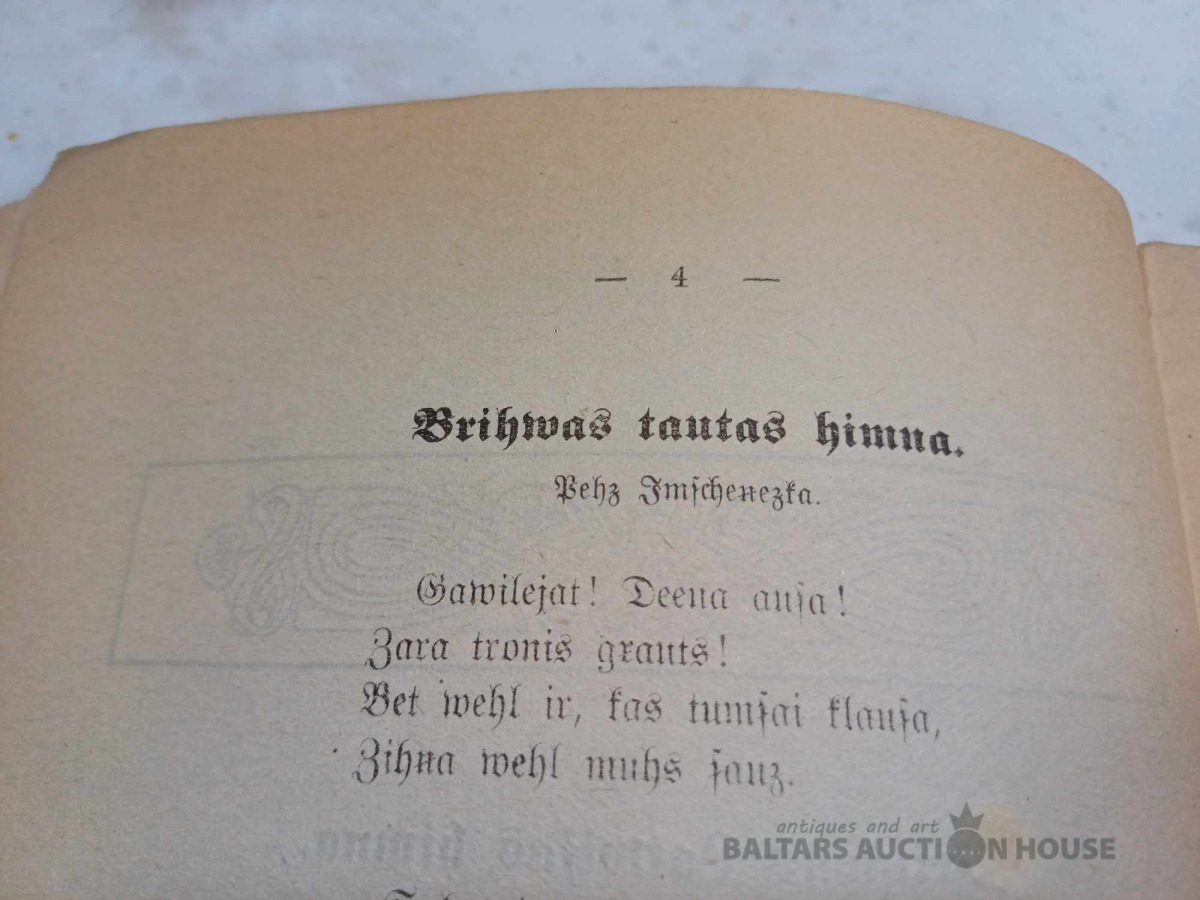 — 4 —
Brihwas tautas himna.
Pehz Imſchenezka.
Gawilejat! Deena auſa!
Zara tronis grauts!
Bet wehl ir, kas tumſai klauſa,
Zihna wehl muhs ſauz.
antiques and art
BALTARS AUCTION HOUSE